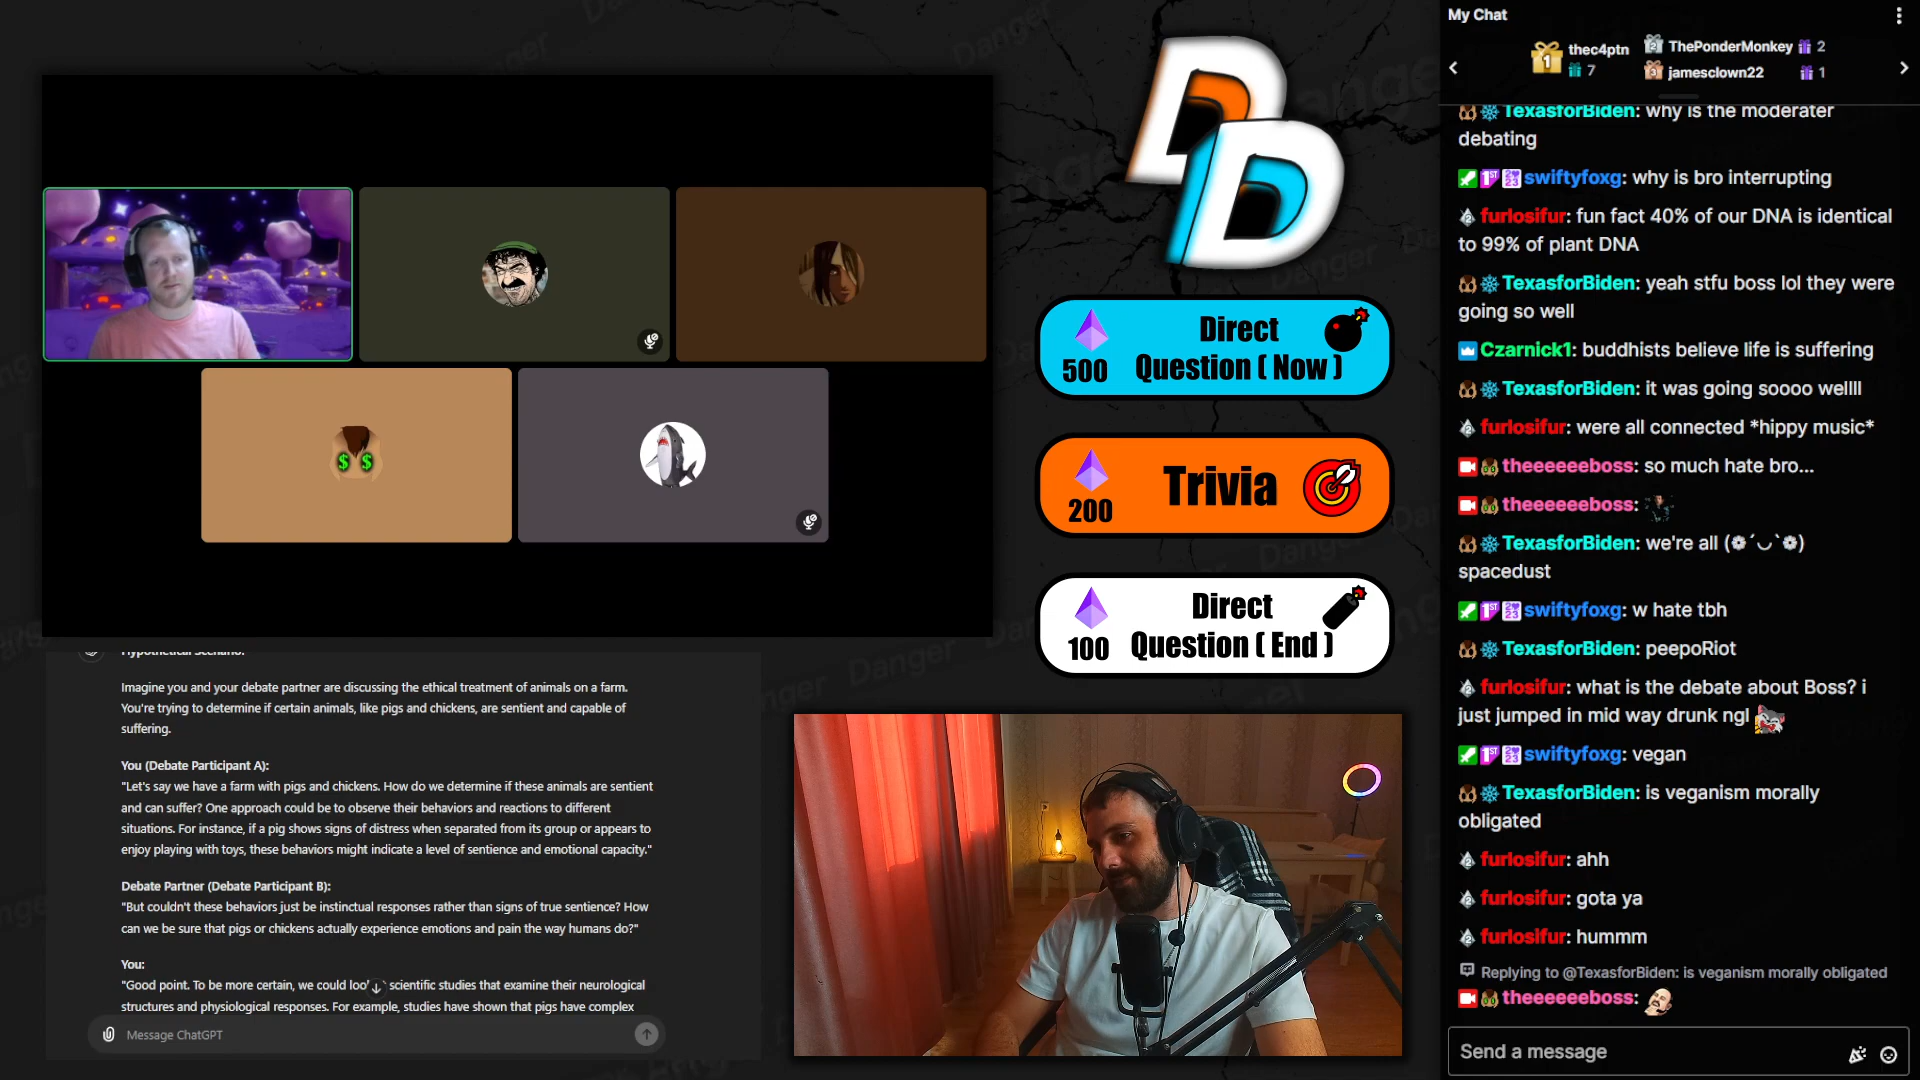 My Chat
1
thec4ptn
7
2
ThePonderMonkey
2
3
jamesclown22
1
TexasforBiden: why is the moderater
debating
swiftyfoxg: why is bro interrupting
furlosifur: fun fact 40% of our DNA is identical
to 99% of plant DNA
TexasforBiden: yeah stfu boss lol they were
going so well
Czarnick1: buddhists believe life is suffering
TexasforBiden: it was going soooo wellll
furlosifur: were all connected *hippy music*
theeeeeeboss: so much hate bro...
theeeeeeboss:
TexasforBiden: we're all (❁´◡`❁)
spacedust
swiftyfoxg: w hate tbh
TexasforBiden: peepoRiot
furlosifur: what is the debate about Boss? i
just jumped in mid way drunk ngl
swiftyfoxg: vegan
TexasforBiden: is veganism morally
obligated
furlosifur: ahh
furlosifur: gota ya
furlosifur: hummm
Replying to @TexasforBiden: is veganism morally obligated
theeeeeeboss:
Send a message
DD
500
Direct
Question ( Now )
200
Trivia
100
Direct
Question ( End )
$ $
Hypothetical Scenario:
Imagine you and your debate partner are discussing the ethical treatment of animals on a farm.
You're trying to determine if certain animals, like pigs and chickens, are sentient and capable of
suffering.
You (Debate Participant A):
"Let's say we have a farm with pigs and chickens. How do we determine if these animals are sentient
and can suffer? One approach could be to observe their behaviors and reactions to different
situations. For instance, if a pig shows signs of distress when separated from its group or appears to
enjoy playing with toys, these behaviors might indicate a level of sentience and emotional capacity."
Debate Partner (Debate Participant B):
"But couldn't these behaviors just be instinctual responses rather than signs of true sentience? How
can we be sure that pigs or chickens actually experience emotions and pain the way humans do?"
You:
"Good point. To be more certain, we could scientific studies that examine their neurological
structures and physiological responses. For example, studies have shown that pigs have complex
Message ChatGPT